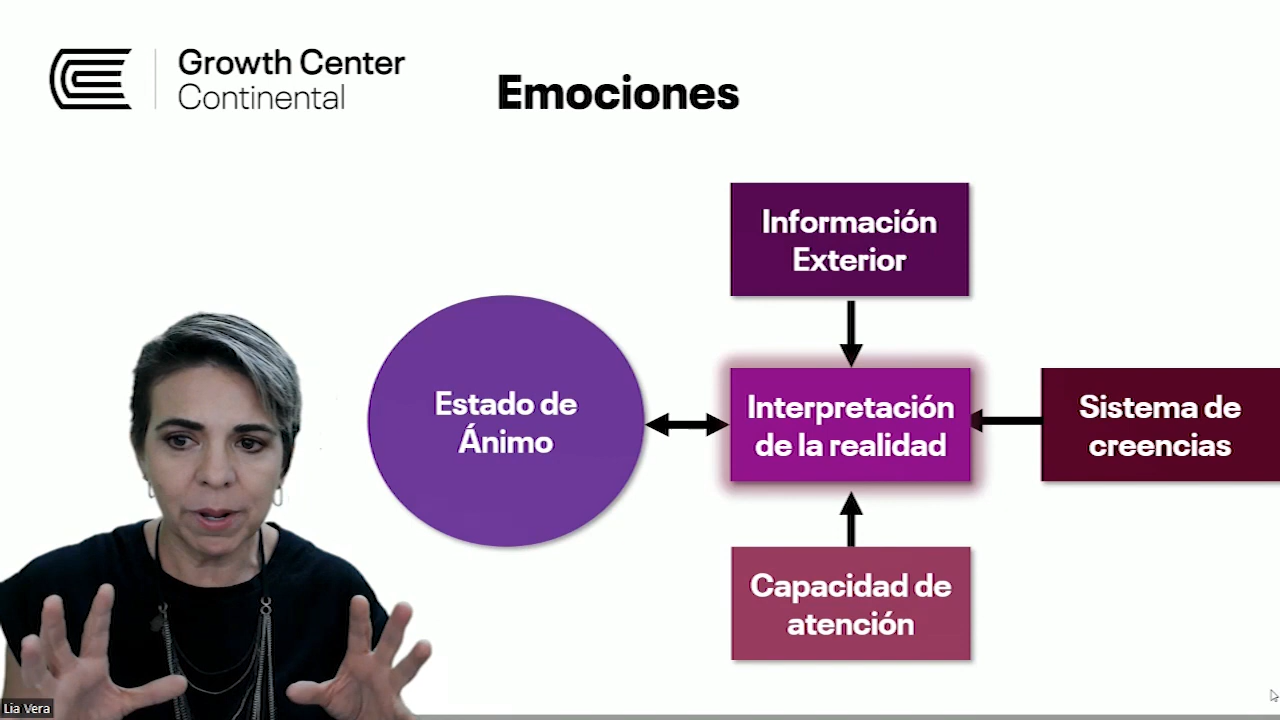 Growth Center
Continental
Emociones
Información
Exterior
Estado de
Ánimo
Interpretación
de la realidad
Sistema de
creencias
Capacidad de
atención
Lia Vera